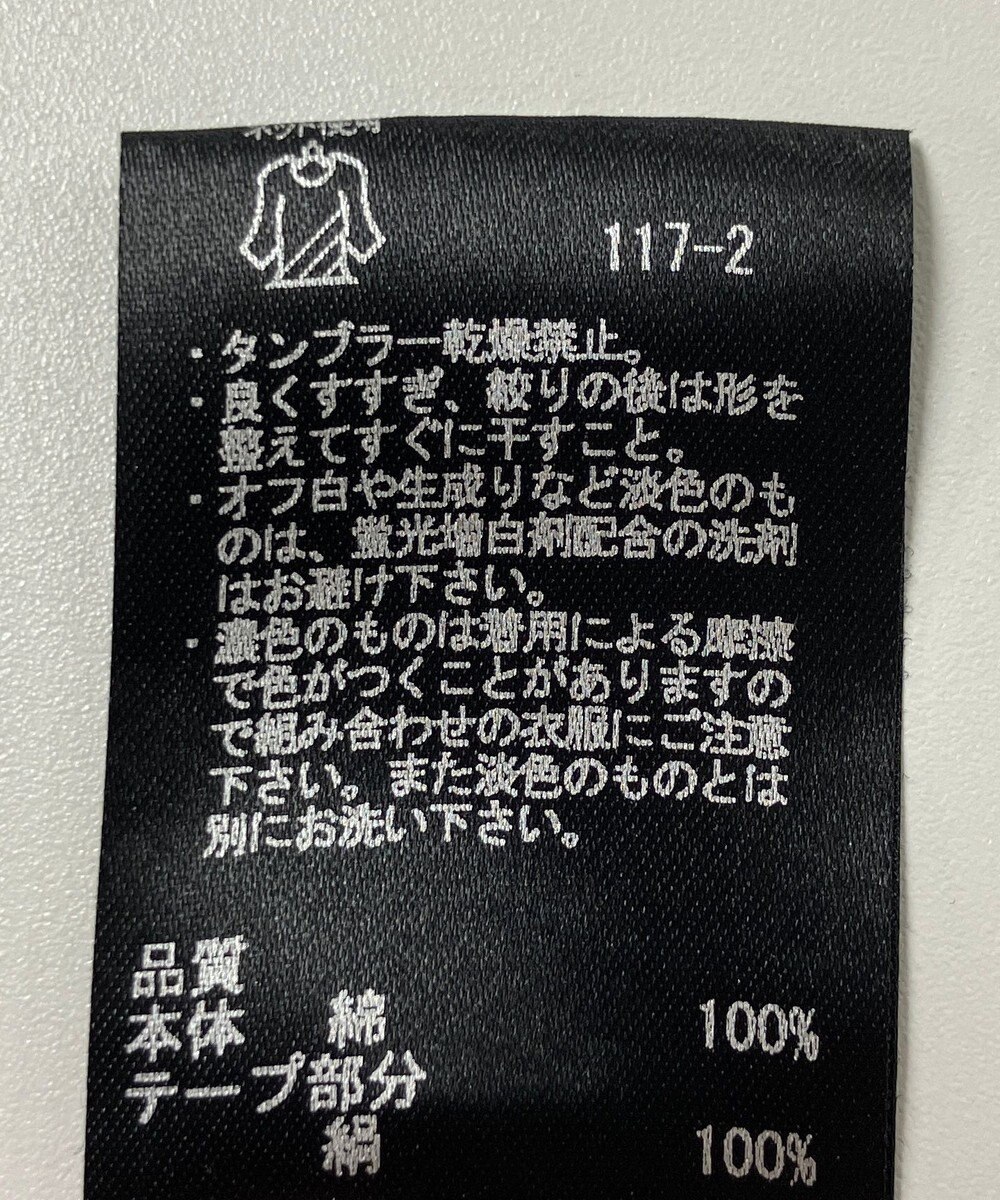 ネット使用
117-2
・タンブラー乾燥禁止。
・良くすすぎ、絞りの後は形を
整えてすぐに干すこと。
・オフ白や生成りなど淡色のも
のは、蛍光増白剤配合の洗剤
はお避け下さい。
・濃色のものは着用による摩擦
で色がつくことがありますの
で組み合わせの衣服にご注意
下さい。また淡色のものとは
別にお洗い下さい。
品質
本体 綿 100%
テープ部分
絹 100%